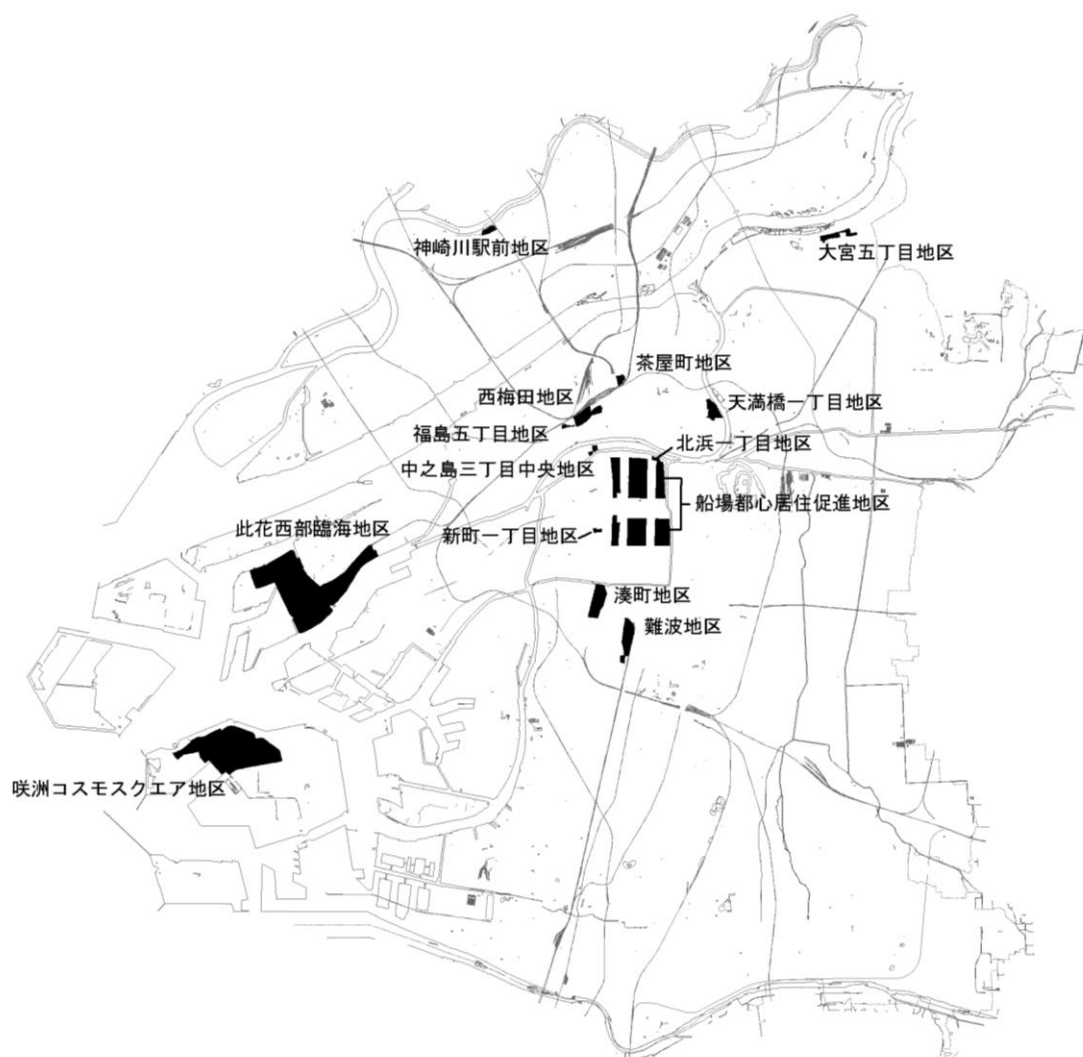 神崎川駅前地区
大宮五丁目地区
茶屋町地区
西梅田地区
天満橋一丁目地区
福島五丁目地区
北浜一丁目地区
中之島三丁目中央地区
船場都心居住促進地区
此花西部臨海地区
新町一丁目地区
湊町地区
難波地区
咲洲コスモスクエア地区